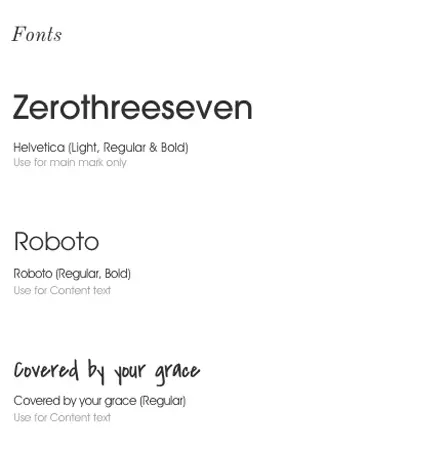 Fonts
Zerothreeseven
Helvetica (Light, Regular & Bold)
Use for main mark only
Roboto
Roboto (Regular, Bold)
Use for Content text
Covered by your grace
Covered by your grace (Regular)
Use for Content text